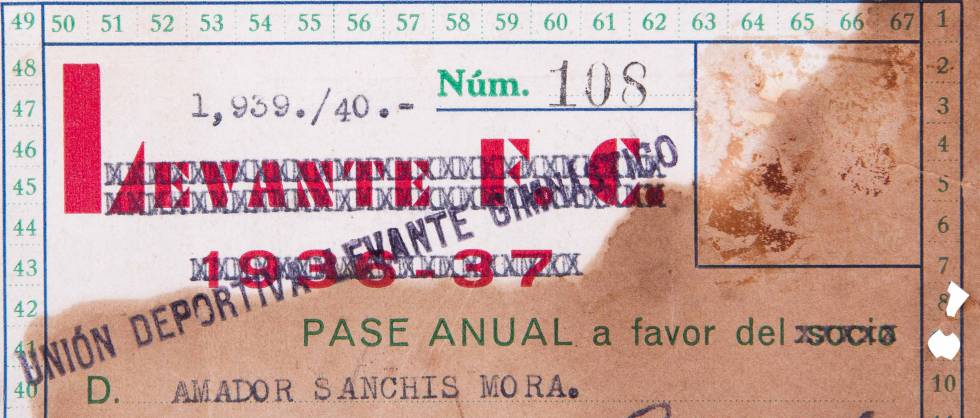 49 50 51 52 53 54 55 56 57 58 59 60 61 62 63 64 65 66 67 1
48 2
Núm. 108
47 3
1,939./40.-
46 4
LEVANTE F. C.
45 5
44 6
1936-37
43 7
UNIÓN DEPORTIVA LEVANTE GIMNÁSTICO
42 8
PASE ANUAL a favor del socio
41
40 10
D. AMADOR SANCHIS MORA.